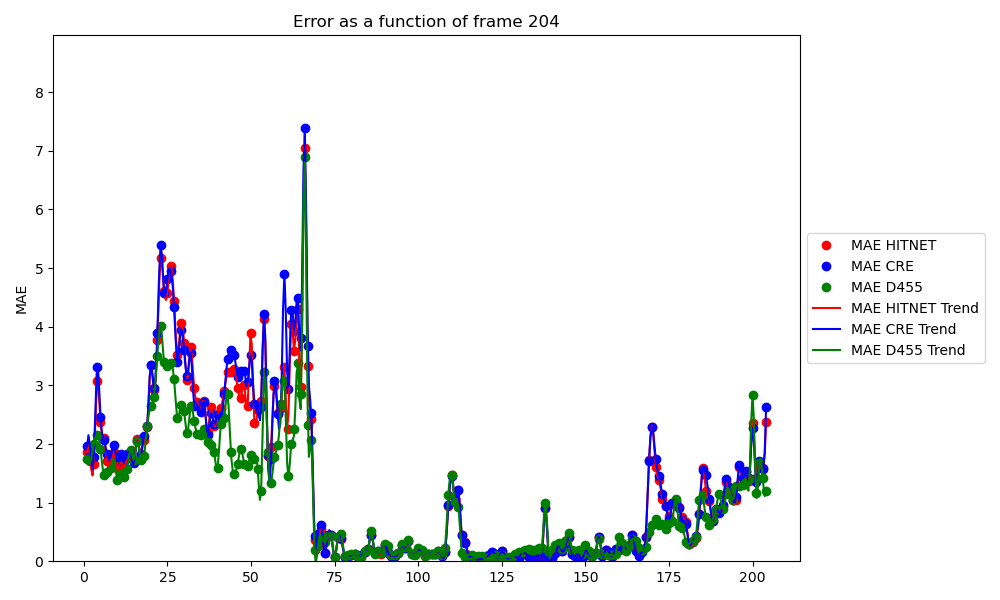 Error as a function of frame 204
MAE
8
7
6
5
4
3
2
1
0
0 25 50 75 100 125 150 175 200
MAE HITNET
MAE CRE
MAE D455
MAE HITNET Trend
MAE CRE Trend
MAE D455 Trend